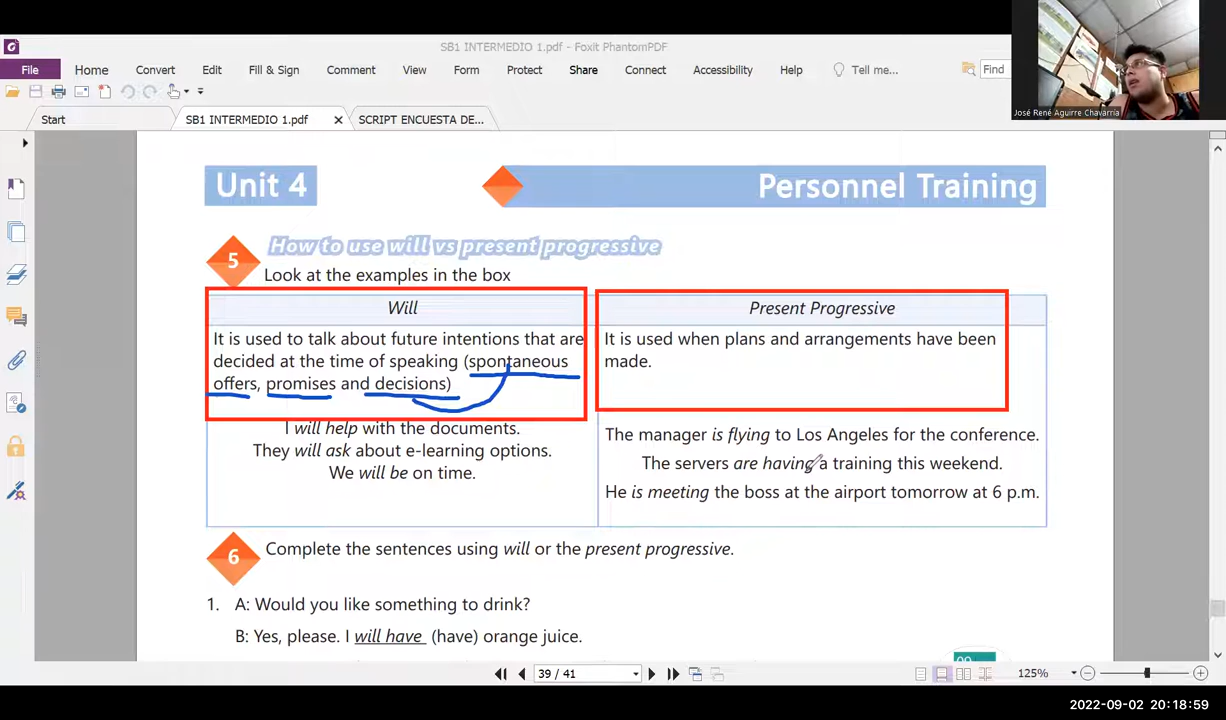 SB1 INTERMEDIO 1.pdf - Foxit PhantomPDF
File Home Convert Edit Fill & Sign Comment View Form Protect Share Connect Accessibility Help Tell me... Find
José René Aguirre Chavarría
Start SB1 INTERMEDIO 1.pdf SCRIPT ENCUESTA DE...
Unit 4 Personnel Training
5 How to use will vs present progressive
Look at the examples in the box
Will
It is used to talk about future intentions that are
decided at the time of speaking (spontaneous
offers, promises and decisions)
I will help with the documents.
They will ask about e-learning options.
We will be on time.
Present Progressive
It is used when plans and arrangements have been
made.
The manager is flying to Los Angeles for the conference.
The servers are having a training this weekend.
He is meeting the boss at the airport tomorrow at 6 p.m.
6 Complete the sentences using will or the present progressive.
1. A: Would you like something to drink?
B: Yes, please. I will have (have) orange juice.
39 / 41 125%
2022-09-02 20:18:59